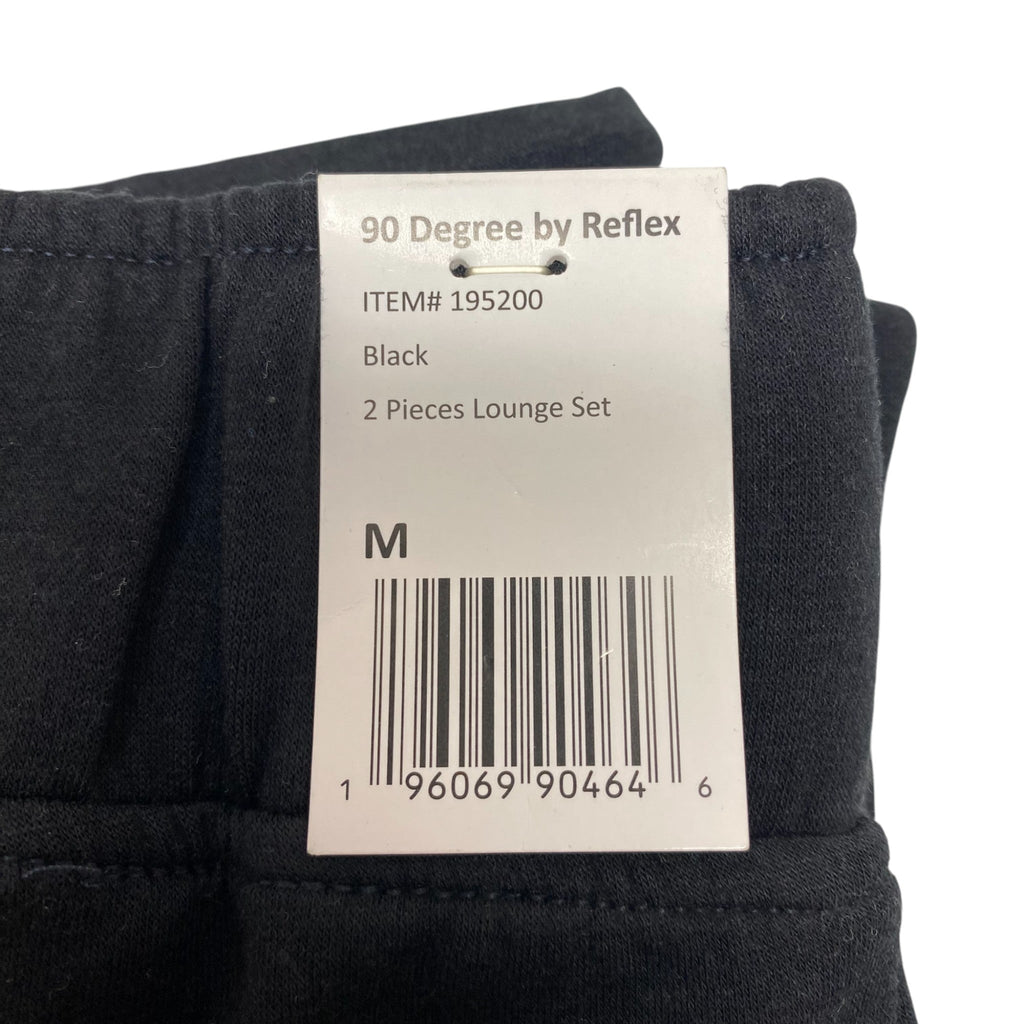 90 Degree by Reflex
ITEM# 195200
Black
2 Pieces Lounge Set
M
1 96069 90464 6